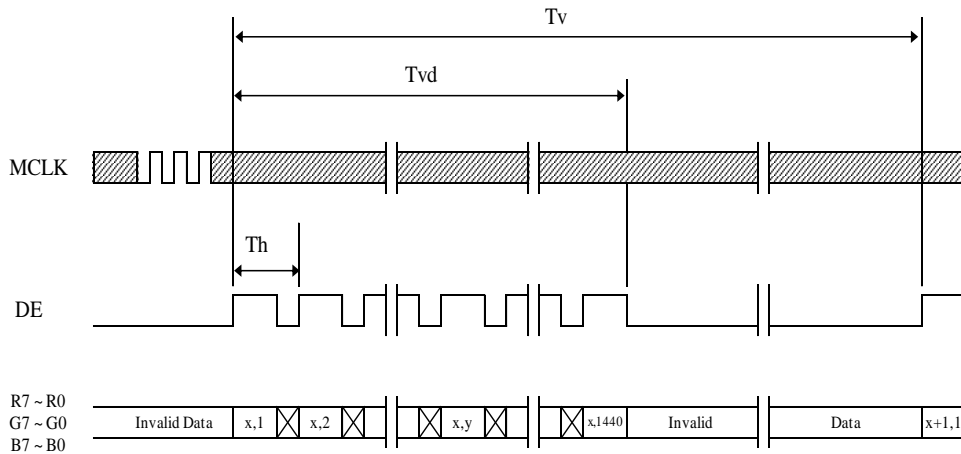 Tv
Tvd
MCLK
Th
DE
R7 ~ R0
G7 ~ G0
B7 ~ B0
Invalid Data
x,1
x,2
x,y
x,1440
Invalid
Data
x+1,1